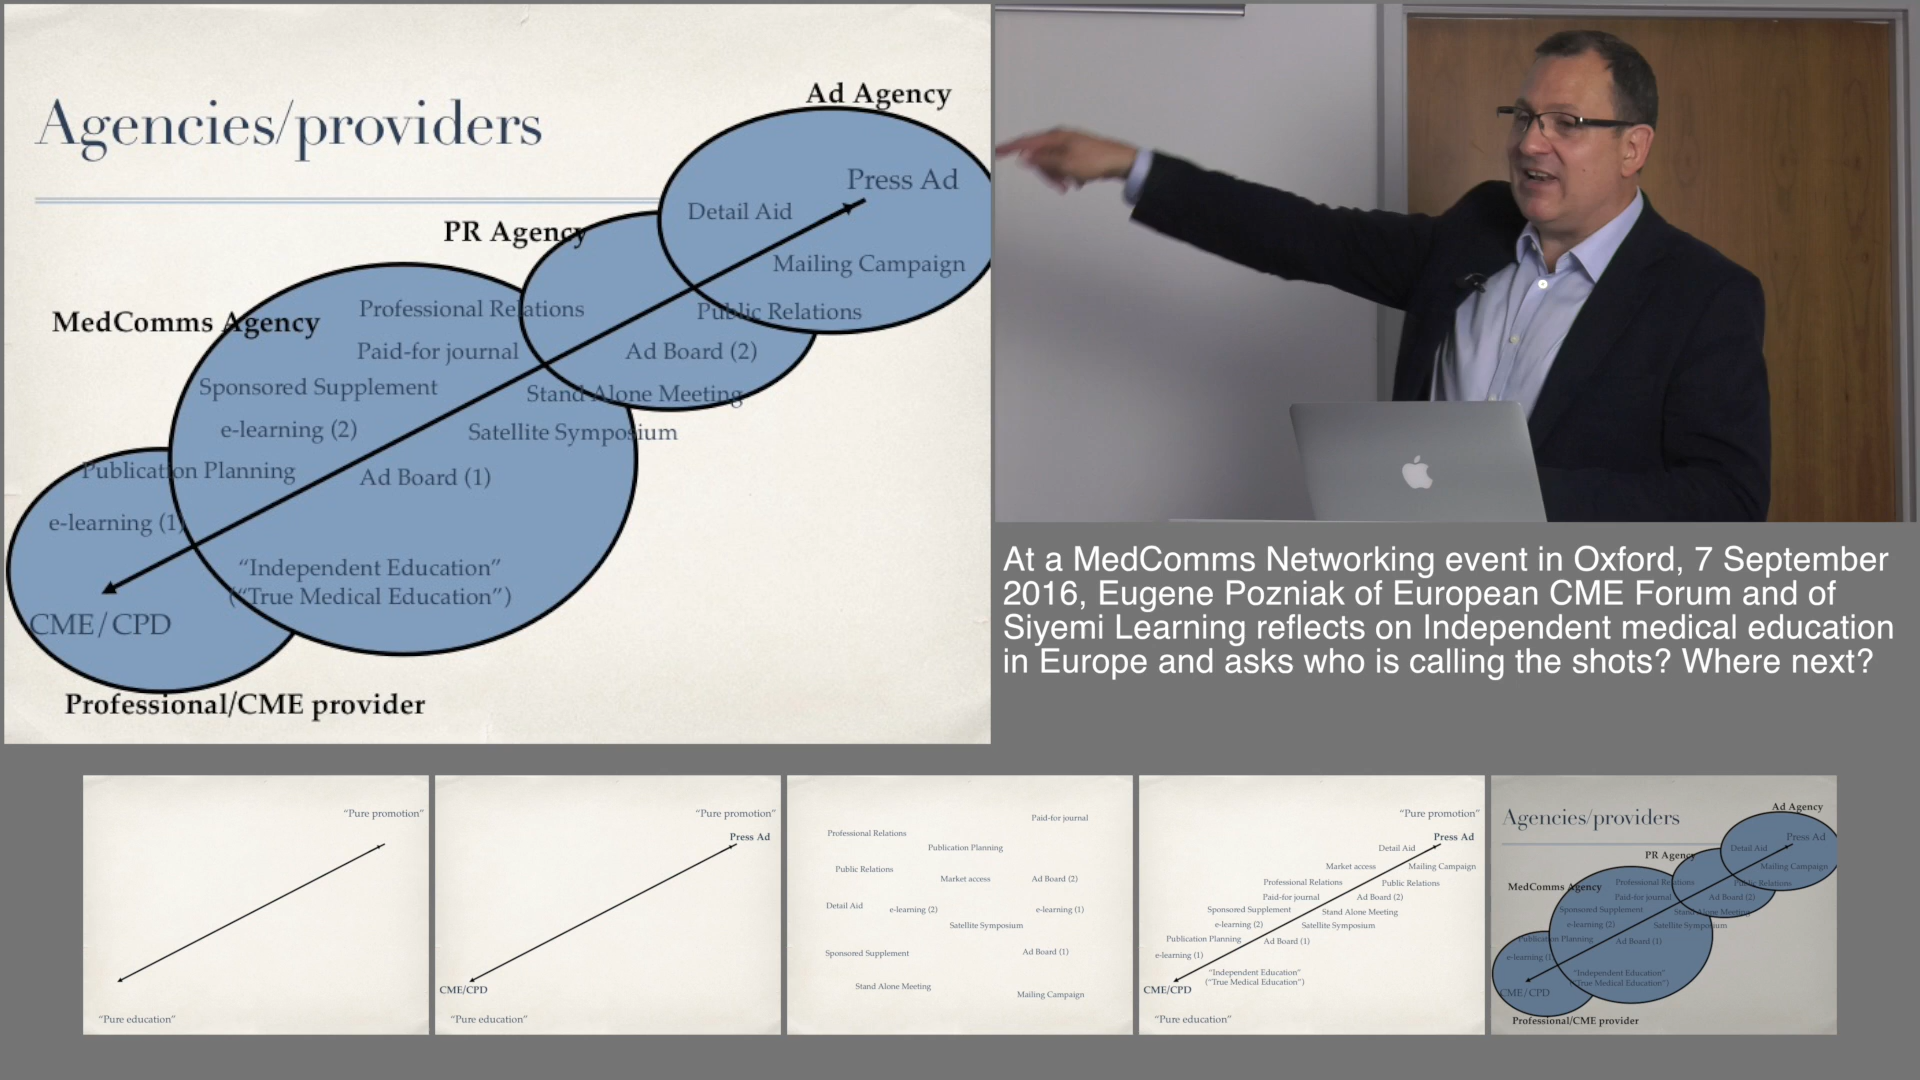 Agencies/providers
Ad Agency
Press Ad
Detail Aid
PR Agency
Mailing Campaign
Professional Relations
Public Relations
MedComms Agency
Paid-for journal
Ad Board (2)
Sponsored Supplement
Stand Alone Meeting
e-learning (2)
Satellite Symposium
Publication Planning
Ad Board (1)
e-learning (1)
“Independent Education”
(“True Medical Education”)
CME/CPD
Professional/CME provider
At a MedComms Networking event in Oxford, 7 September
2016, Eugene Pozniak of European CME Forum and of
Siyemi Learning reflects on Independent medical education
in Europe and asks who is calling the shots? Where next?
“Pure promotion”
“Pure education”
“Pure promotion”
Press Ad
CME/CPD
“Pure education”
Paid-for journal
Professional Relations
Publication Planning
Public Relations
Market access
Ad Board (2)
Detail Aid
e-learning (2)
e-learning (1)
Satellite Symposium
Sponsored Supplement
Ad Board (1)
Stand Alone Meeting
Mailing Campaign
“Pure promotion”
Press Ad
Detail Aid
Market access
Mailing Campaign
Professional Relations
Public Relations
Paid-for journal
Ad Board (2)
Sponsored Supplement
Stand Alone Meeting
e-learning (2)
Satellite Symposium
Publication Planning
Ad Board (1)
e-learning (1)
“Independent Education”
(“True Medical Education”)
CME/CPD
“Pure education”
Agencies/providers
Ad Agency
Press Ad
Detail Aid
PR Agency
Mailing Campaign
Professional Relations
Public Relations
MedComms Agency
Paid-for journal
Ad Board (2)
Sponsored Supplement
Stand Alone Meeting
e-learning (2)
Satellite Symposium
Publication Planning
Ad Board (1)
e-learning (1)
“Independent Education”
(“True Medical Education”)
CME/CPD
Professional/CME provider